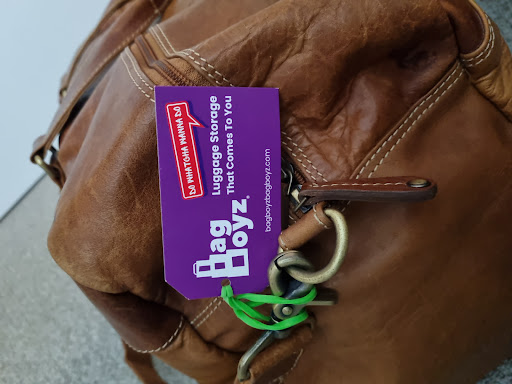 DO WHATCHA WANNA DO
Luggage Storage
That Comes To You
bagboyzbagboyz.com
Bag
Boyz®